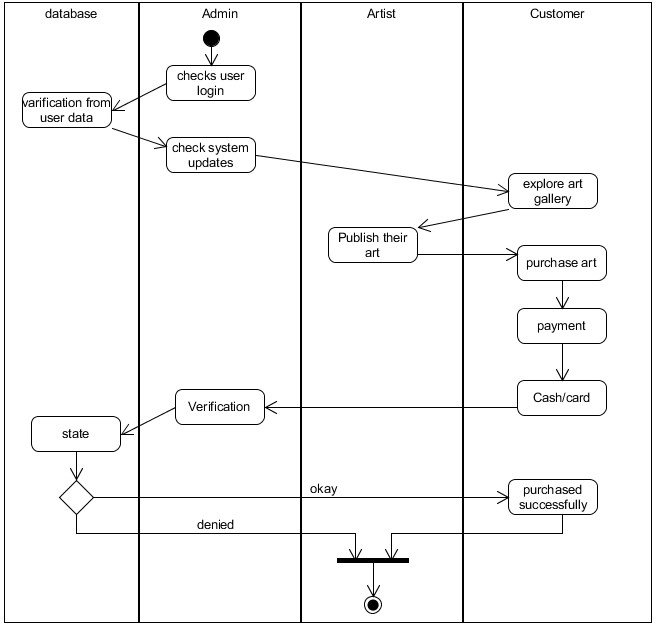 database
Admin
Artist
Customer
checks user
login
varification from
user data
check system
updates
explore art
gallery
Publish their
art
purchase art
payment
Cash/card
Verification
state
okay
purchased
successfully
denied